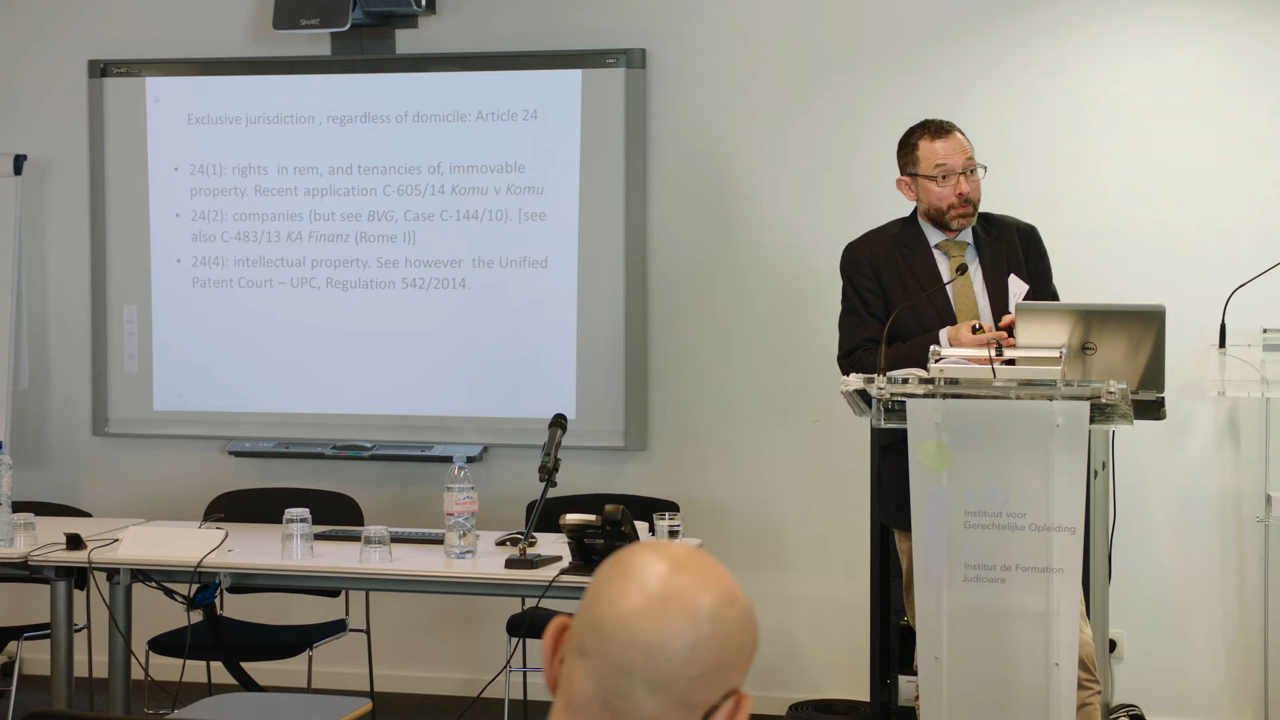 SMART
SMART
Exclusive jurisdiction , regardless of domicile: Article 24
• 24(1): rights in rem, and tenancies of, immovable
property. Recent application C-605/14 Komu v Komu
• 24(2): companies (but see BVG, Case C-144/10). [see
also C-483/13 KA Finanz (Rome I)]
• 24(4): intellectual property. See however the Unified
Patent Court – UPC, Regulation 542/2014.
DELL
Instituut voor
Gerechtelijke Opleiding
Institut de Formation
Judiciaire